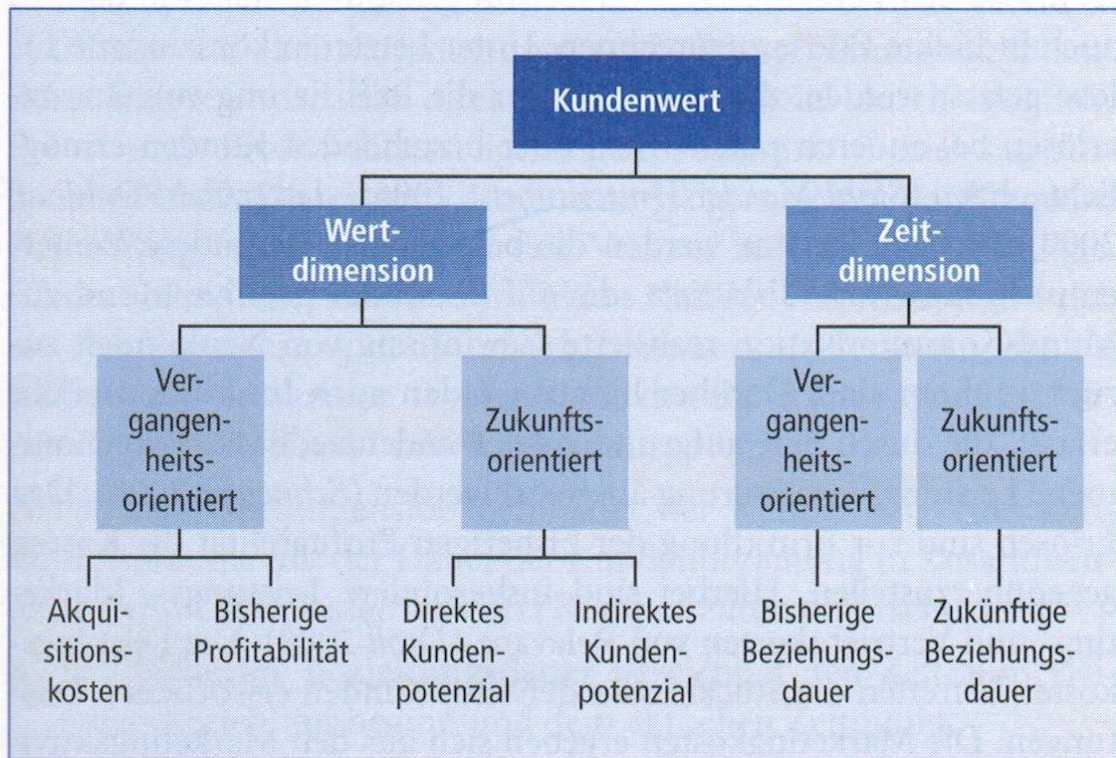 Kundenwert
Wert-
dimension
Zeit-
dimension
Ver-
gangen-
heits-
orientiert
Zukunfts-
orientiert
Ver-
gangen-
heits-
orientiert
Zukunfts-
orientiert
Akqui-
sitions-
kosten
Bisherige
Profitabilität
Direktes
Kunden-
potenzial
Indirektes
Kunden-
potenzial
Bisherige
Beziehungs-
dauer
Zukünftige
Beziehungs-
dauer